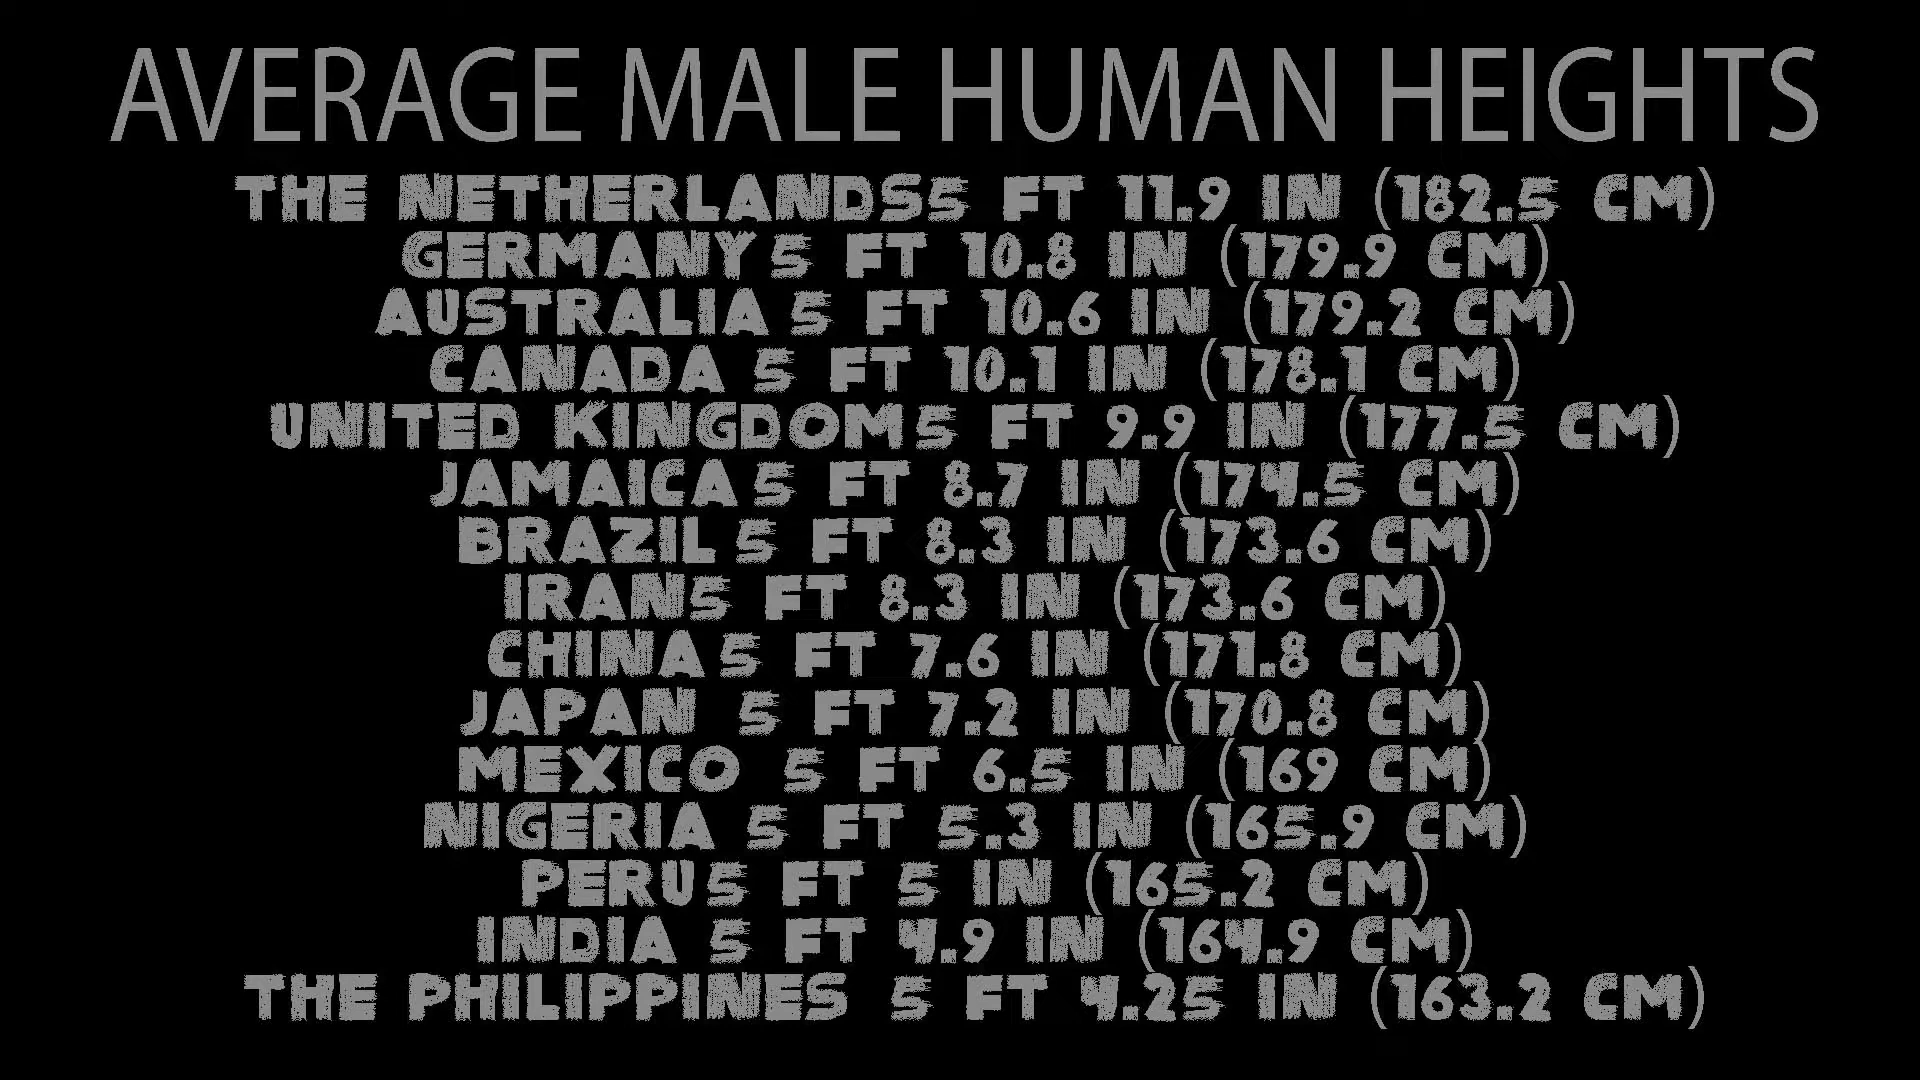 AVERAGE MALE HUMAN HEIGHTS
THE NETHERLANDS5 FT 11.9 IN (182.5 CM)
GERMANY5 FT 10.8 IN (179.9 CM)
AUSTRALIA 5 FT 10.6 IN (179.2 CM)
CANADA 5 FT 10.1 IN (178.1 CM)
UNITED KINGDOM5 FT 9.9 IN (177.5 CM)
JAMAICA5 FT 8.7 IN (174.5 CM)
BRAZIL5 FT 8.3 IN (173.6 CM)
IRAN5 FT 8.3 IN (173.6 CM)
CHINA5 FT 7.6 IN (171.8 CM)
JAPAN 5 FT 7.2 IN (170.8 CM)
MEXICO 5 FT 6.5 IN (169 CM)
NIGERIA 5 FT 5.3 IN (165.9 CM)
PERU5 FT 5 IN (165.2 CM)
INDIA 5 FT 4.9 IN (164.9 CM)
THE PHILIPPINES 5 FT 4.25 IN (163.2 CM)